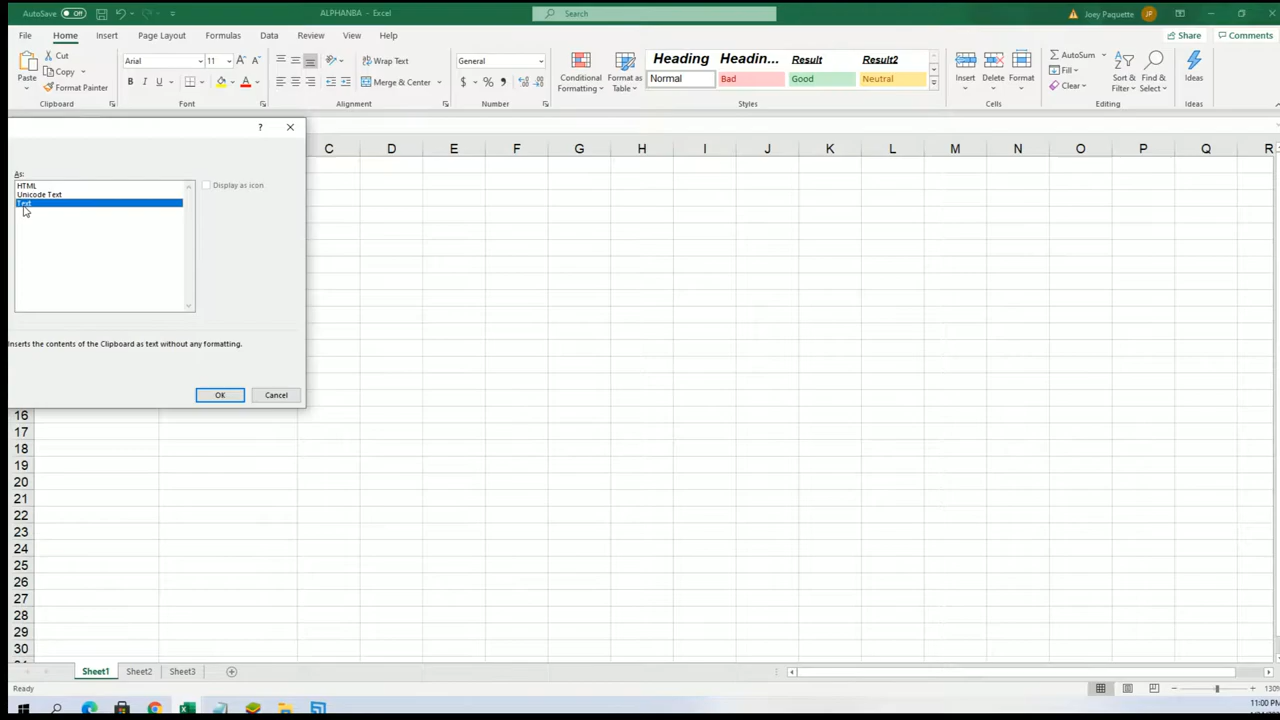 AutoSave Off ALPHANBA - Excel Search Joey Paquette JP
File Home Insert Page Layout Formulas Data Review View Help Share Comments
Paste Cut Copy Format Painter
Arial 11 A A B I U A
Wrap Text Merge & Center
General $ % ,
Conditional Formatting Format as Table
Heading Headin... Result Result2
Normal Bad Good Neutral
Insert Delete Format
AutoSum Fill Clear
Sort & Filter Find & Select Ideas
Clipboard Font Alignment Number Styles Cells Editing Ideas
?
C D E F G H I J K L M N O P Q R
As:
HTML
Unicode Text
Text
Display as icon
Inserts the contents of the Clipboard as text without any formatting.
OK Cancel
16
17
18
19
20
21
22
23
24
25
26
27
28
29
30
Sheet1 Sheet2 Sheet3
Ready 130%
11:00 PM